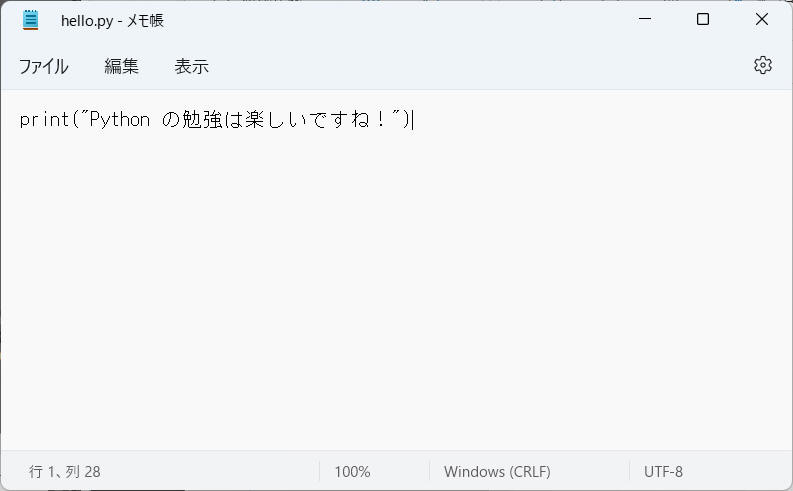 hello.py - メモ帳
ファイル 編集 表示
print("Python の勉強は楽しいですね！")
行 1、列 28 100% Windows (CRLF) UTF-8